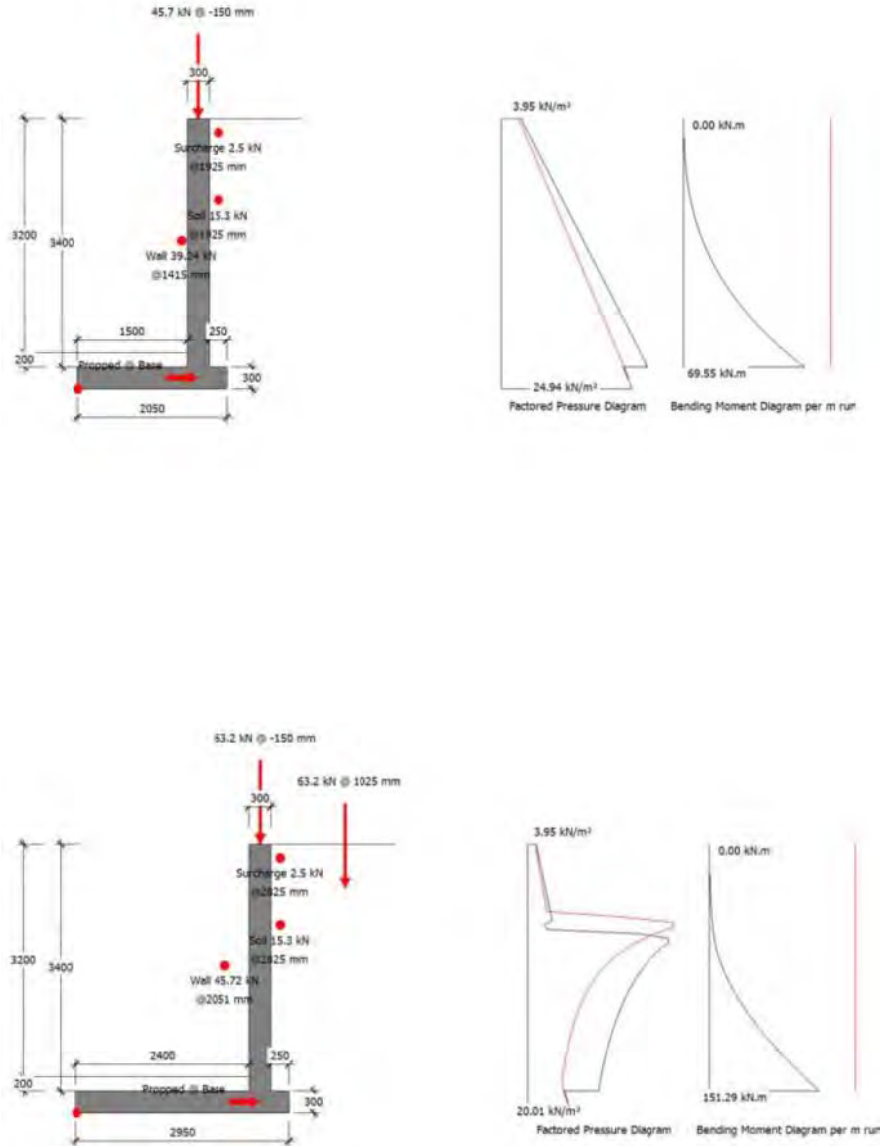 45.7 kN @ -150 mm
300
3.95 kN/m²
0.00 kN.m
Surcharge 2.5 kN
@1925 mm
Soil 15.3 kN
@1925 mm
3200
3400
Wall 39.24 kN
@1415 mm
1500
250
200
Propped @ Base
300
2050
24.94 kN/m²
69.55 kN.m
Factored Pressure Diagram
Bending Moment Diagram per m run
63.2 kN @ -150 mm
63.2 kN @ 1025 mm
300
3.95 kN/m²
0.00 kN.m
Surcharge 2.5 kN
@2825 mm
Soil 15.3 kN
@2825 mm
3200
3400
Wall 45.72 kN
@2051 mm
2400
250
200
Propped @ Base
300
2950
20.01 kN/m²
151.29 kN.m
Factored Pressure Diagram
Bending Moment Diagram per m run